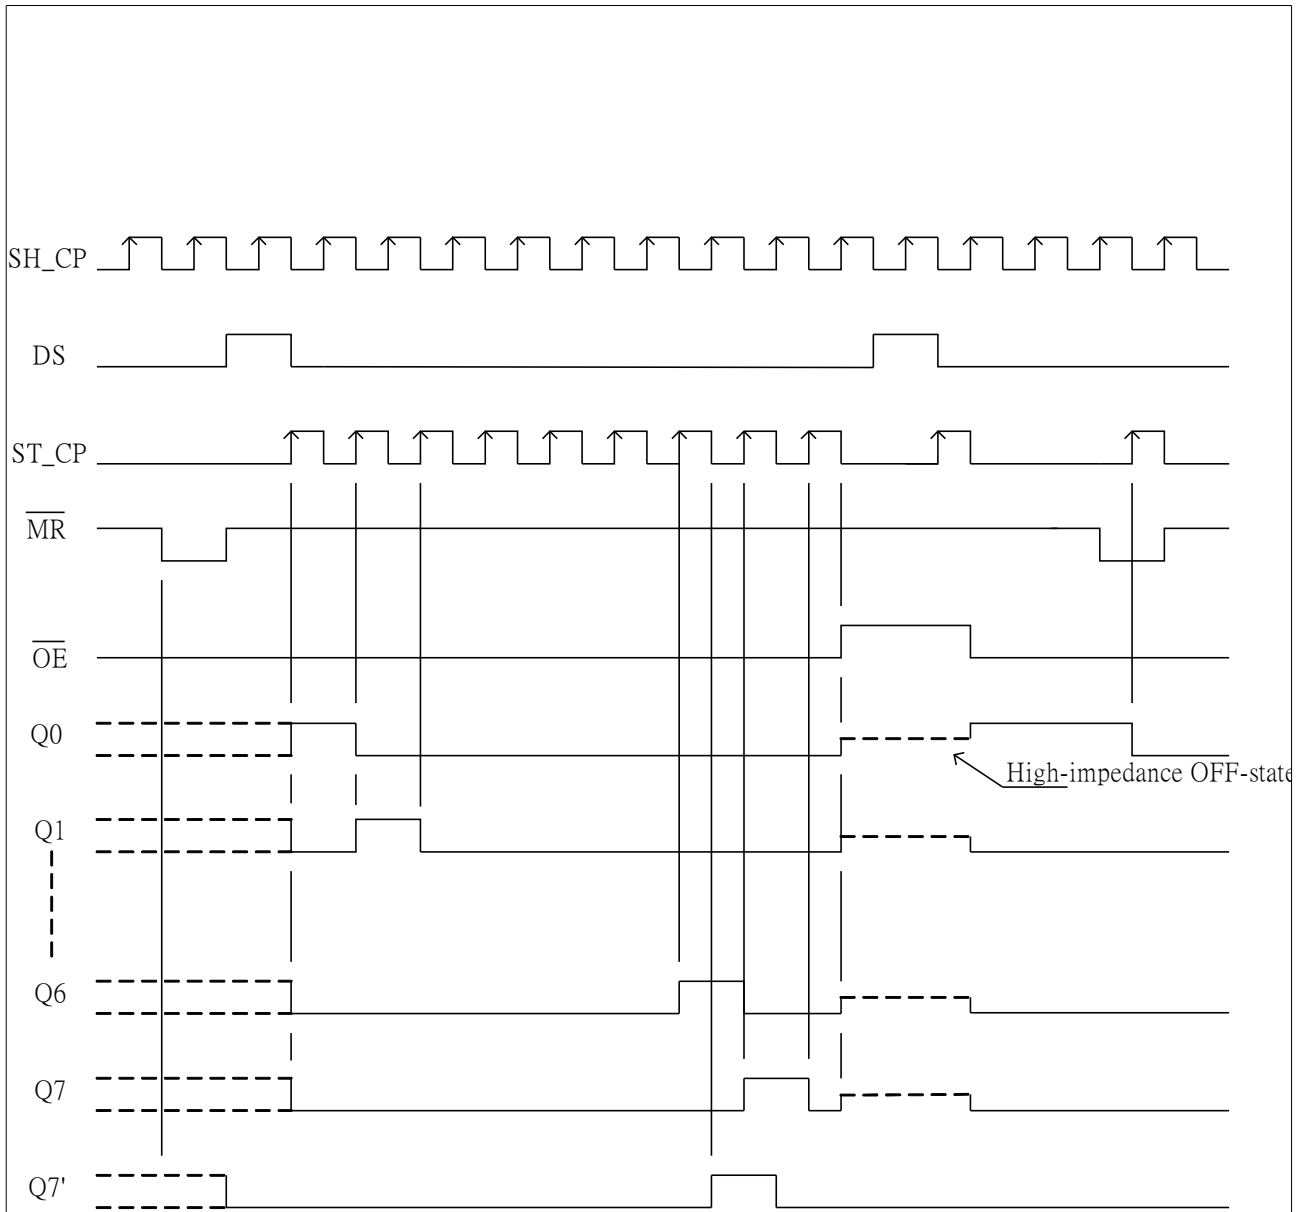 SH_CP
DS
ST_CP
MR
OE
Q0
High-impedance OFF-state
Q1
Q6
Q7
Q7'